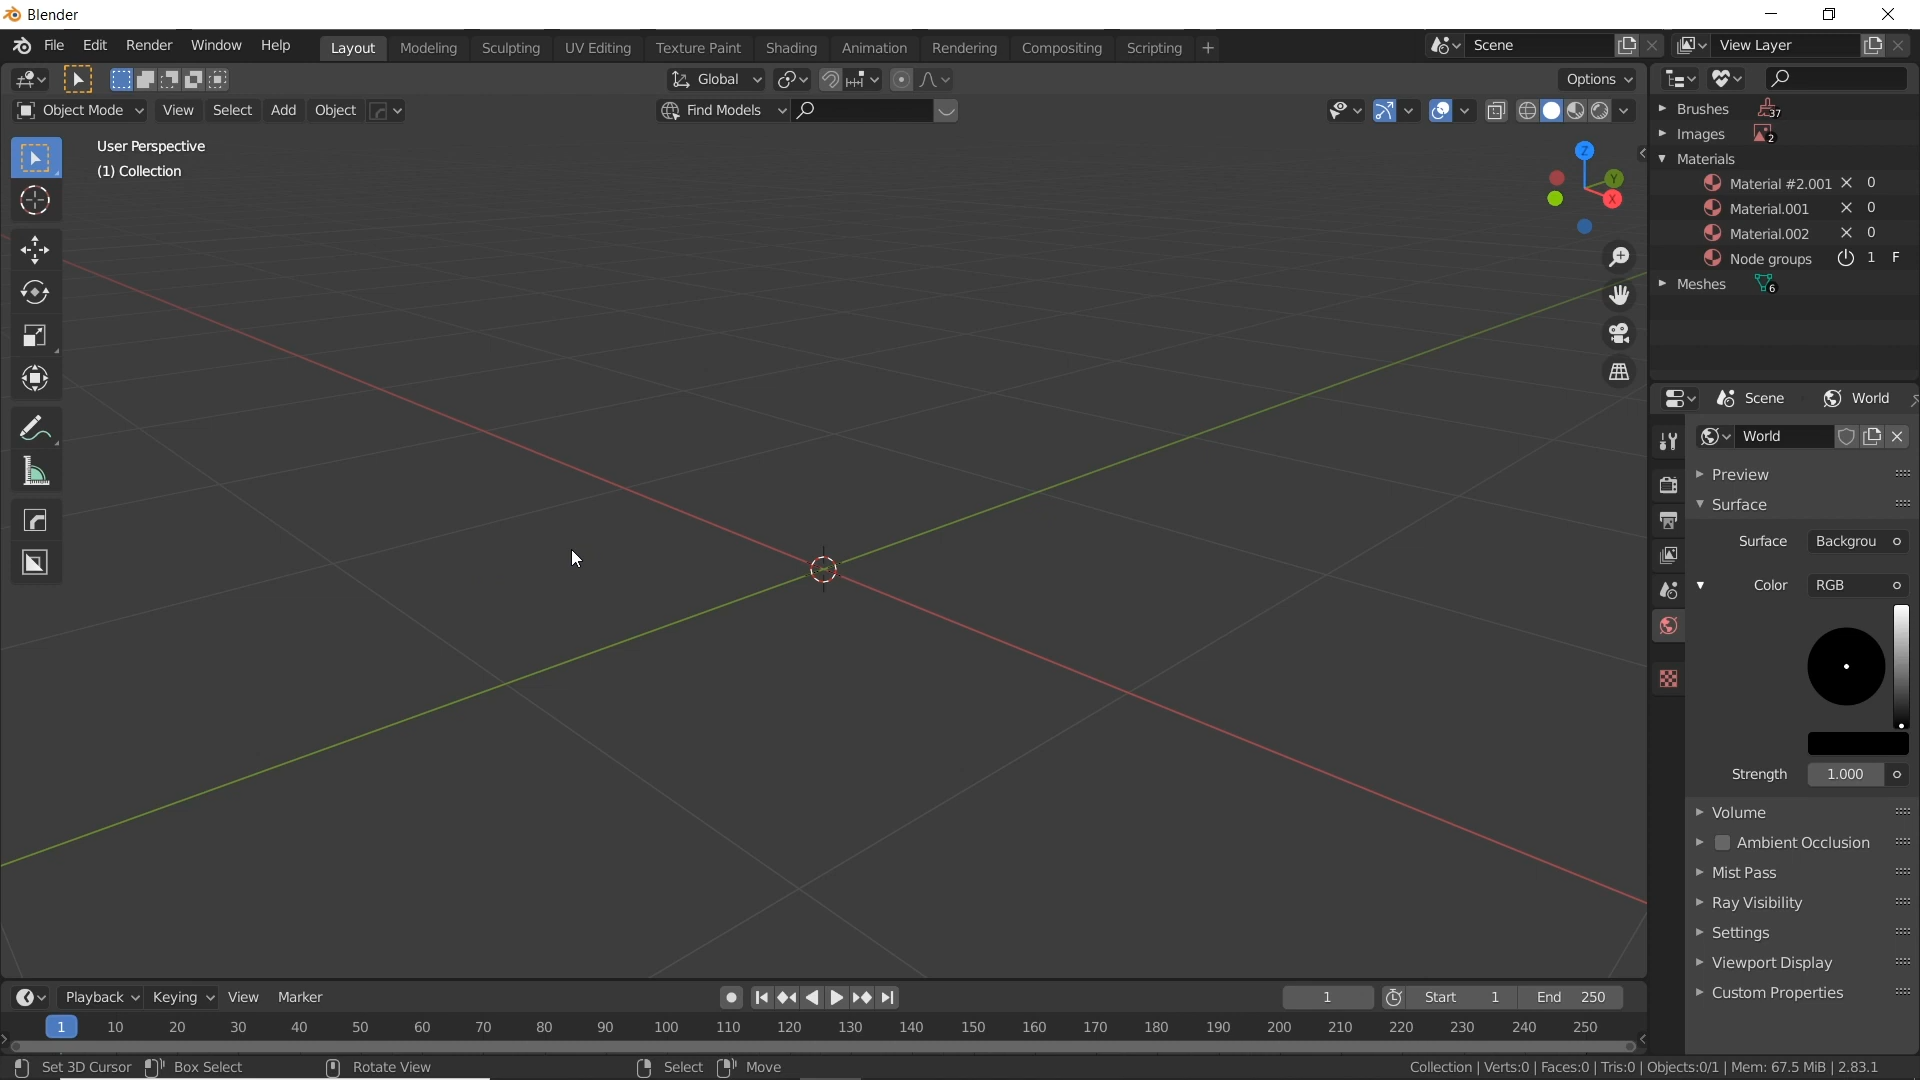 Blender
File Edit Render Window Help Layout Modeling Sculpting UV Editing Texture Paint Shading Animation Rendering Compositing Scripting + Scene View Layer
Global Options
Object Mode View Select Add Object Find Models
User Perspective
(1) Collection
Z
Y
X
Brushes 37
Images 2
Materials
Material #2.001 0
Material.001 0
Material.002 0
Node groups 1 F
Meshes 6
Scene World
World
Preview
Surface
Surface Backgrou
Color RGB
Strength 1.000
Volume
Ambient Occlusion
Mist Pass
Ray Visibility
Settings
Viewport Display
Custom Properties
Playback Keying View Marker 1 Start 1 End 250
1 10 20 30 40 50 60 70 80 90 100 110 120 130 140 150 160 170 180 190 200 210 220 230 240 250
Set 3D Cursor Box Select Rotate View Select Move Collection | Verts:0 | Faces:0 | Tris:0 | Objects:0/1 | Mem: 67.5 MiB | 2.83.1